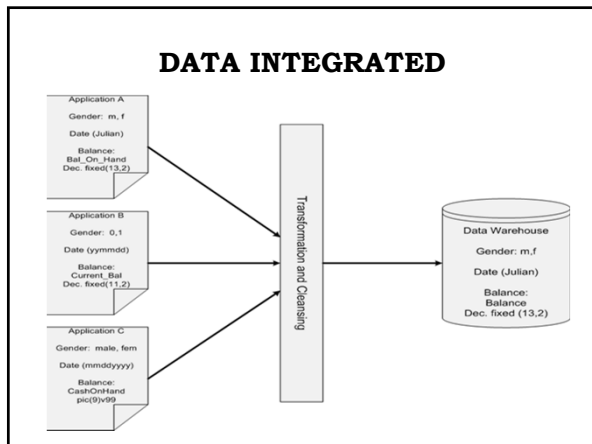 DATA INTEGRATED
Application A
Gender: m, f
Date (Julian)
Balance:
Bal_On_Hand
Dec. fixed(13,2)
Application B
Gender: 0,1
Date (yymmdd)
Balance:
Current_Bal
Dec. fixed(11,2)
Application C
Gender: male, fem
Date (mmddyyyy)
Balance:
CashOnHand
pic(9)v99
Transformation and Cleansing
Data Warehouse
Gender: m,f
Date (Julian)
Balance:
Balance
Dec. fixed (13,2)